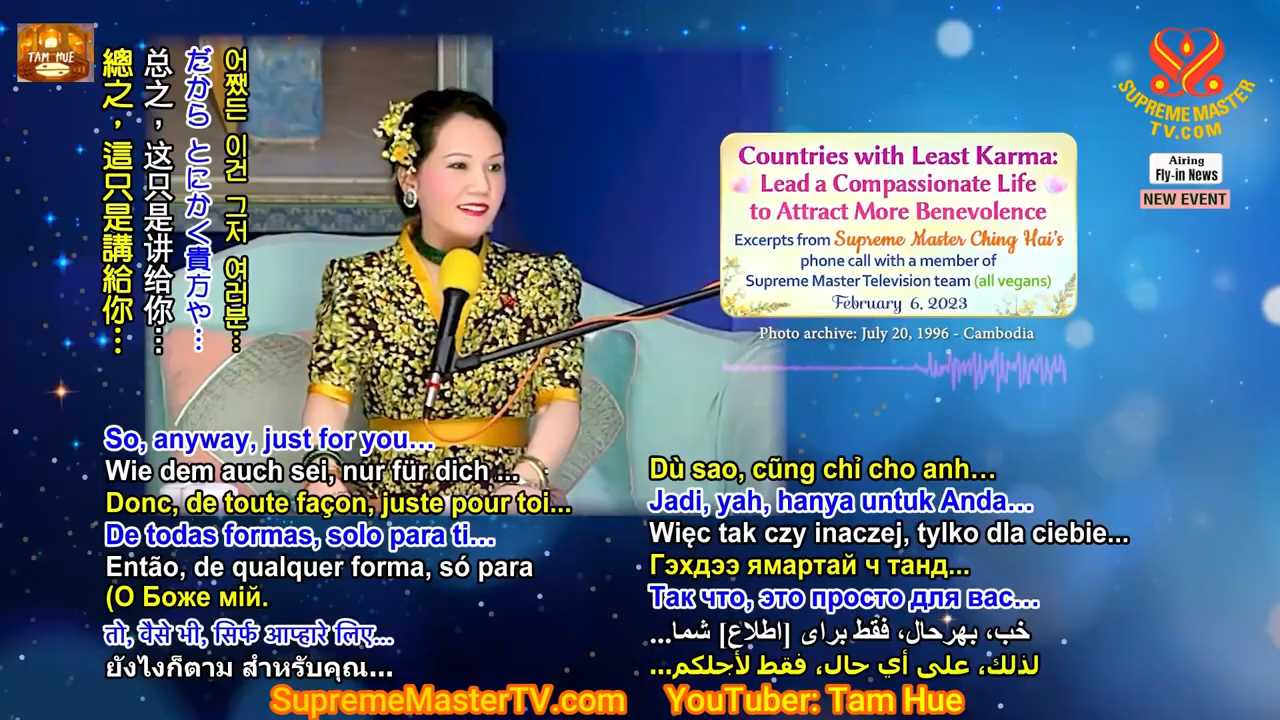 TAM HUE
總之，這只是講給你…
总之，这只是讲给你…
だから とにかく貴方や…
어쨌든 이건 그저 여러분…
SUPREME MASTER
TV.COM
Airing
Fly-in News
NEW EVENT
Countries with Least Karma:
Lead a Compassionate Life
to Attract More Benevolence
Excerpts from Supreme Master Ching Hai's
phone call with a member of
Supreme Master Television team (all vegans)
February 6, 2023
Photo archive: July 20, 1996 - Cambodia
So, anyway, just for you…
Wie dem auch sei, nur für dich ...
Donc, de toute façon, juste pour toi...
De todas formas, solo para ti…
Então, de qualquer forma, só para
(О Боже мій.
तो, वैसे भी, सिर्फ आप्हारे लिए...
ยังไงก็ตาม สำหรับคุณ...
Dù sao, cũng chỉ cho anh…
Jadi, yah, hanya untuk Anda…
Więc tak czy inaczej, tylko dla ciebie...
Гэхдээ ямартай ч танд...
Так что, это просто для вас…
خب، بهرحال، فقط برای [اطلاع] شما...
لذلك، على أي حال، فقط لأجلكم...
SupremeMasterTV.com YouTuber: Tam Hue